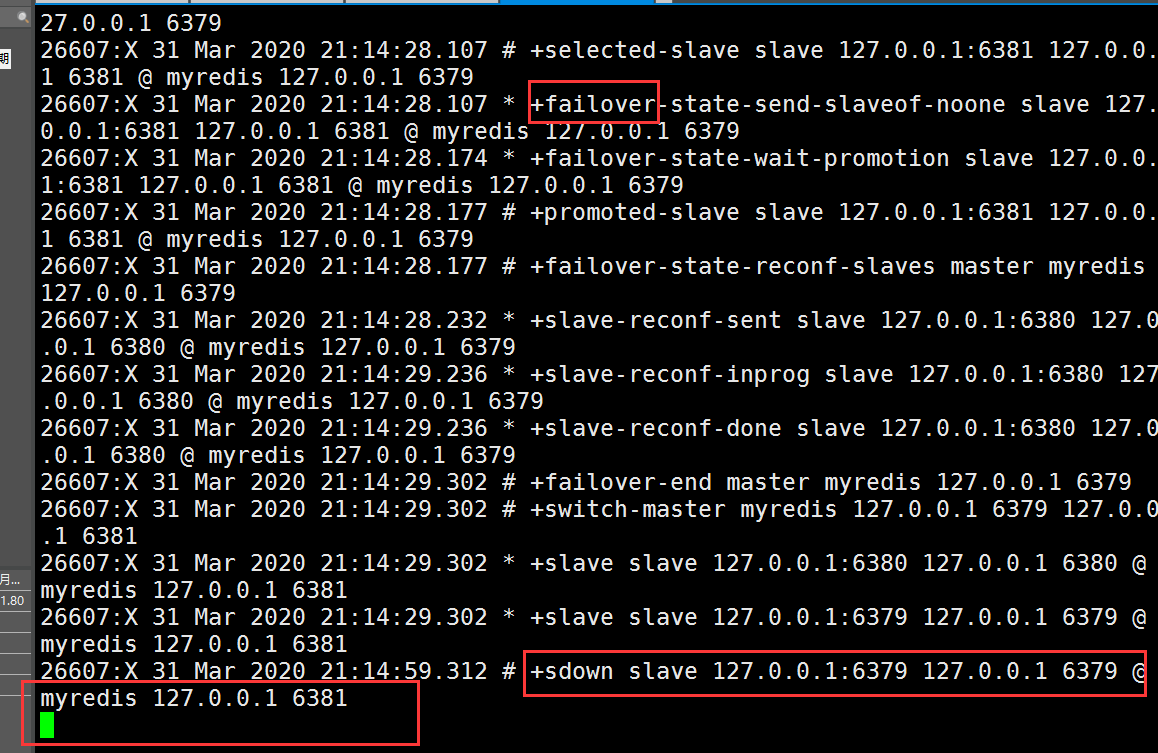 27.0.0.1 6379
26607:X 31 Mar 2020 21:14:28.107 # +selected-slave slave 127.0.0.1:6381 127.0.0.
期
1 6381 @ myredis 127.0.0.1 6379
26607:X 31 Mar 2020 21:14:28.107 * +failover-state-send-slaveof-noone slave 127.
0.0.1:6381 127.0.0.1 6381 @ myredis 127.0.0.1 6379
26607:X 31 Mar 2020 21:14:28.174 * +failover-state-wait-promotion slave 127.0.0.
1:6381 127.0.0.1 6381 @ myredis 127.0.0.1 6379
26607:X 31 Mar 2020 21:14:28.177 # +promoted-slave slave 127.0.0.1:6381 127.0.0.
1 6381 @ myredis 127.0.0.1 6379
26607:X 31 Mar 2020 21:14:28.177 # +failover-state-reconf-slaves master myredis
127.0.0.1 6379
26607:X 31 Mar 2020 21:14:28.232 * +slave-reconf-sent slave 127.0.0.1:6380 127.0
.0.1 6380 @ myredis 127.0.0.1 6379
26607:X 31 Mar 2020 21:14:29.236 * +slave-reconf-inprog slave 127.0.0.1:6380 127
.0.0.1 6380 @ myredis 127.0.0.1 6379
26607:X 31 Mar 2020 21:14:29.236 * +slave-reconf-done slave 127.0.0.1:6380 127.0
.0.1 6380 @ myredis 127.0.0.1 6379
26607:X 31 Mar 2020 21:14:29.302 # +failover-end master myredis 127.0.0.1 6379
26607:X 31 Mar 2020 21:14:29.302 # +switch-master myredis 127.0.0.1 6379 127.0.0
.1 6381
26607:X 31 Mar 2020 21:14:29.302 * +slave slave 127.0.0.1:6380 127.0.0.1 6380 @
月...
myredis 127.0.0.1 6381
1.80
26607:X 31 Mar 2020 21:14:29.302 * +slave slave 127.0.0.1:6379 127.0.0.1 6379 @
myredis 127.0.0.1 6381
26607:X 31 Mar 2020 21:14:59.312 # +sdown slave 127.0.0.1:6379 127.0.0.1 6379 @
myredis 127.0.0.1 6381